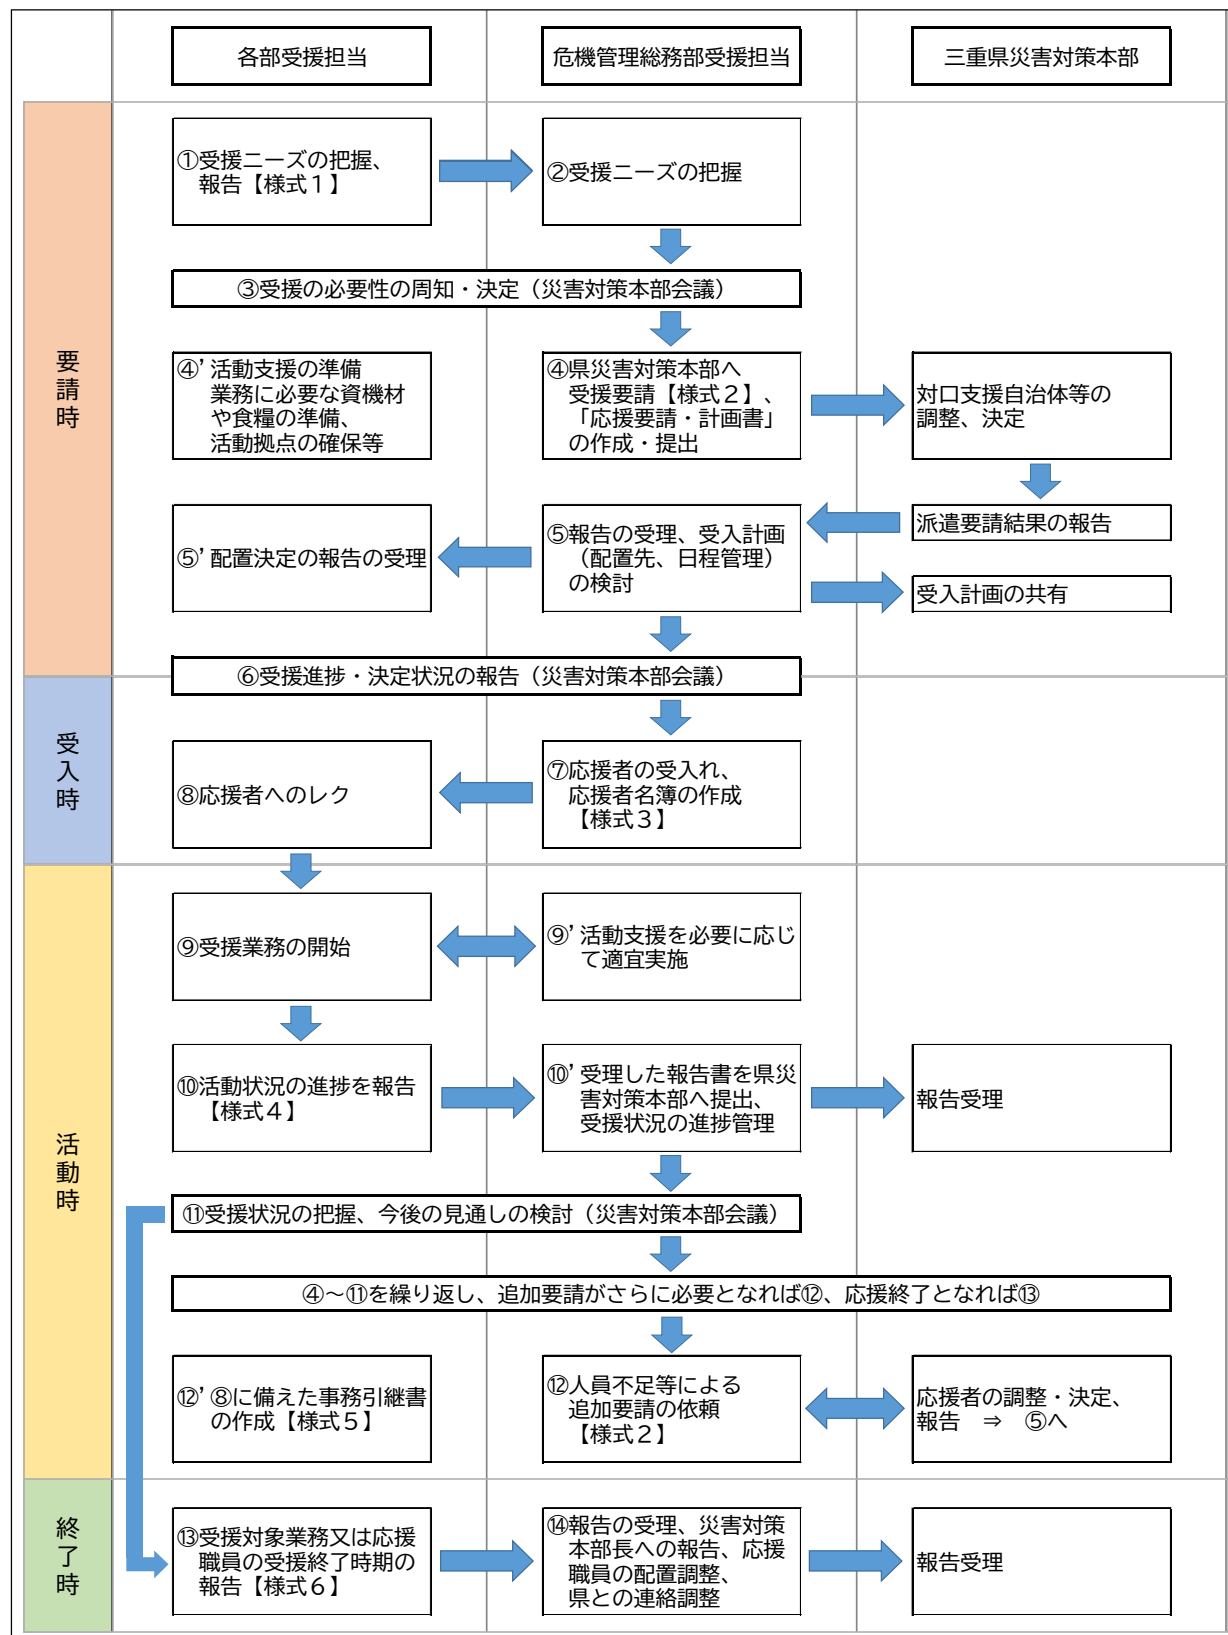 各部受援担当
危機管理総務部受援担当
三重県災害対策本部
要請時
①受援ニーズの把握、
報告【様式１】
②受援ニーズの把握
③受援の必要性の周知・決定（災害対策本部会議）
④’活動支援の準備
業務に必要な資機材
や食糧の準備、
活動拠点の確保等
④県災害対策本部へ
受援要請【様式２】、
「応援要請・計画書」
の作成・提出
対口支援自治体等の
調整、決定
派遣要請結果の報告
⑤’配置決定の報告の受理
⑤報告の受理、受入計画
（配置先、日程管理）
の検討
受入計画の共有
⑥受援進捗・決定状況の報告（災害対策本部会議）
受入時
⑧応援者へのレク
⑦応援者の受入れ、
応援者名簿の作成
【様式３】
活動時
⑨受援業務の開始
⑨’活動支援を必要に応じ
て適宜実施
⑩活動状況の進捗を報告
【様式４】
⑩’受理した報告書を県災
害対策本部へ提出、
受援状況の進捗管理
報告受理
⑪受援状況の把握、今後の見通しの検討（災害対策本部会議）
④～⑪を繰り返し、追加要請がさらに必要となれば⑫、応援終了となれば⑬
⑫’⑧に備えた事務引継書
の作成【様式５】
⑫人員不足等による
追加要請の依頼
【様式２】
応援者の調整・決定、
報告　⇒　⑤へ
終了時
⑬受援対象業務又は応援
職員の受援終了時期の
報告【様式６】
⑭報告の受理、災害対策
本部長への報告、応援
職員の配置調整、
県との連絡調整
報告受理